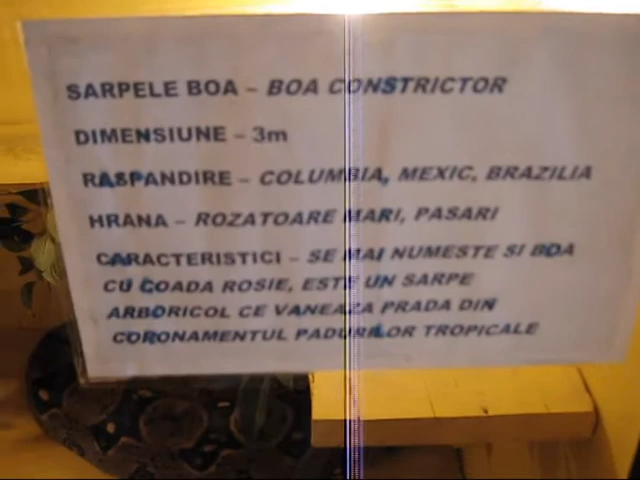 SARPELE BOA – BOA CONSTRICTOR
DIMENSIUNE – 3m
RASPANDIRE – COLUMBIA, MEXIC, BRAZILIA
HRANA – ROZATOARE MARI, PASARI
CARACTERISTICI – SE MAI NUMESTE SI BOA
CU COADA ROSIE, ESTE UN SARPE
ARBORICOL CE VANEAZA PRADA DIN
CORONAMENTUL PADURILOR TROPICALE